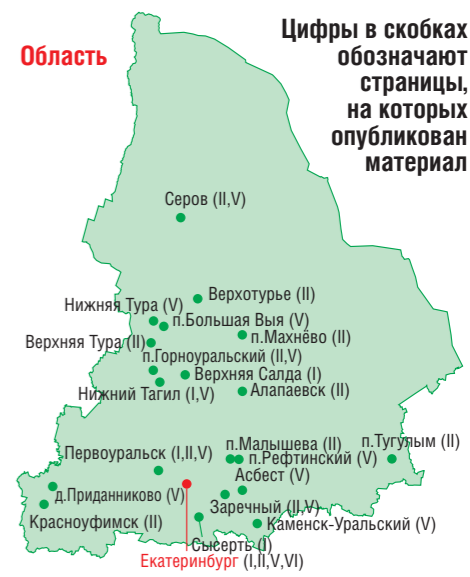 Область
Цифры в скобках
обозначают
страницы,
на которых
опубликован
материал
Серов (II,V)
Верхотурье (II)
Нижняя Тура (V)
п.Большая Выя (V)
п.Махнёво (II)
Верхняя Тура (II)
п.Горноуральский (II,V)
Верхняя Салда (I)
Нижний Тагил (I,V)
Алапаевск (II)
п.Малышева (II)
п.Тугулым (II)
Первоуральск (I,II,V)
п.Рефтинский (V)
Асбест (V)
д.Приданниково (V)
Заречный (II,V)
Красноуфимск (II)
Каменск-Уральский (V)
Сысерть (I)
Екатеринбург (I,II,V,VI)